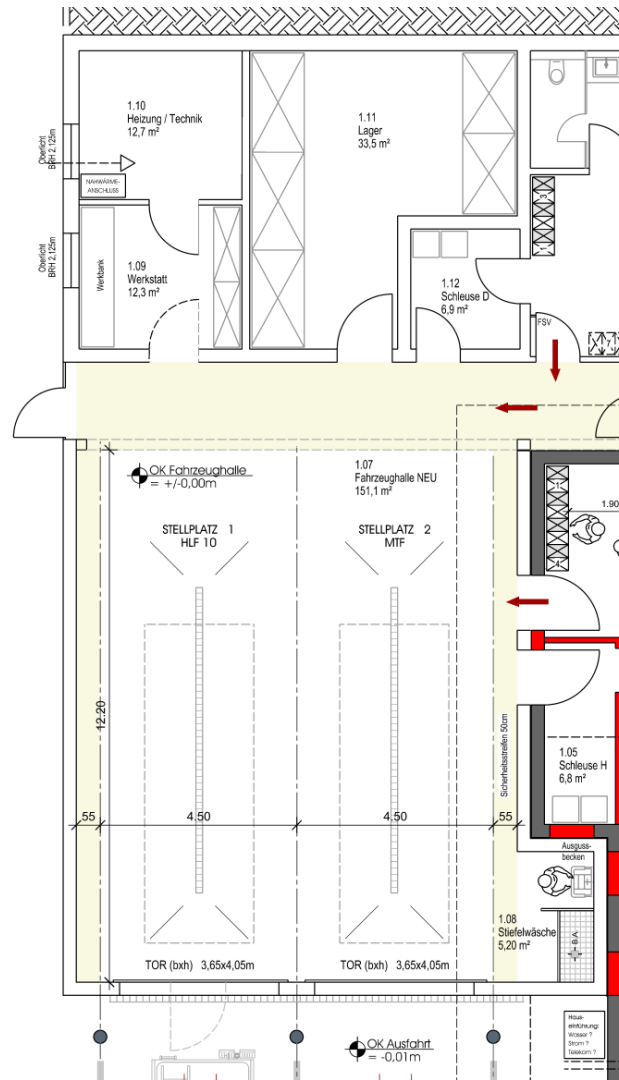 1.10
Heizung / Technik
12,7 m²
1.11
Lager
33,5 m²
Oberlicht
BRH 2,125m
NAHWÄRME-
ANSCHLUSS
3
1
Oberlicht
BRH 2,125m
Werkbank
1.09
Werkstatt
12,3 m²
1.12
Schleuse D
6,9 m²
FSV
7
OK Fahrzeughalle
= +/-0,00m
1.07
Fahrzeughalle NEU
151,1 m²
1
1.90
4
STELLPLATZ 1
HLF 10
STELLPLATZ 2
MTF
12.20
Sicherheitsstreifen 50cm
1.05
Schleuse H
6,8 m²
55
4.50
4.50
55
Ausguss-
becken
1.08
Stiefelwäsche
5,20 m²
B.A.
TOR (bxh) 3,65x4,05m
TOR (bxh) 3,65x4,05m
OK Ausfahrt
= -0,01m
Haus-
einführung:
Wasser ?
Strom ?
Telekom ?